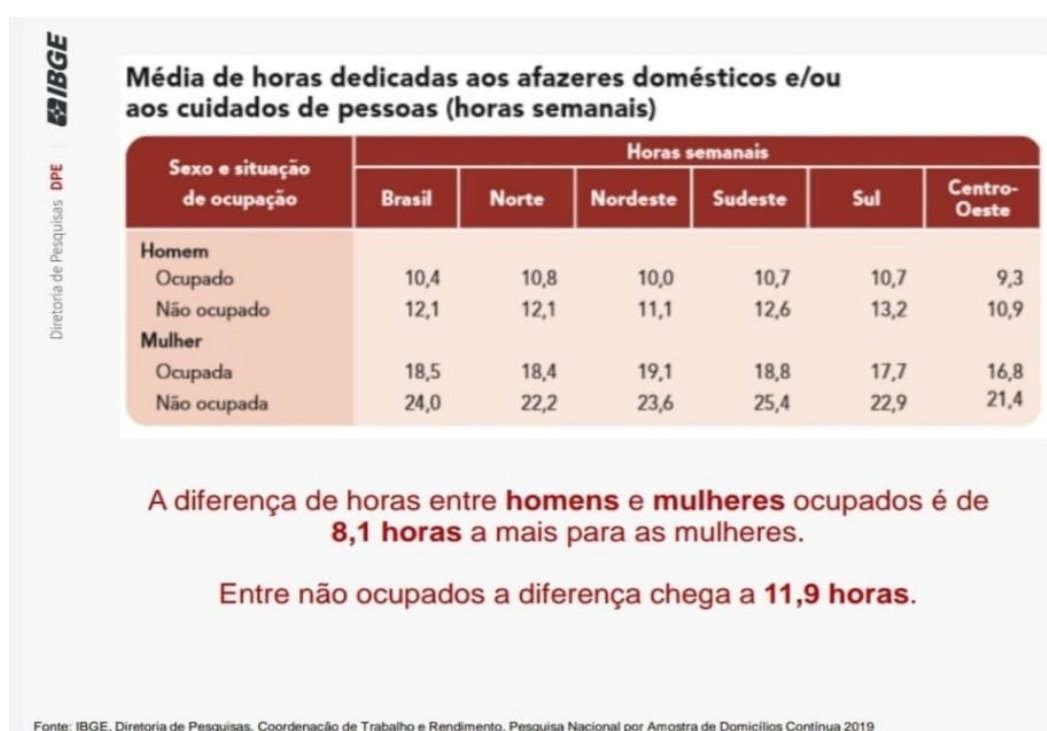 IBGE
Diretoria de Pesquisas DPE
Média de horas dedicadas aos afazeres domésticos e/ou
aos cuidados de pessoas (horas semanais)
Sexo e situação
de ocupação
Horas semanais
Brasil Norte Nordeste Sudeste Sul Centro-
Oeste
Homem
Ocupado 10,4 10,8 10,0 10,7 10,7 9,3
Não ocupado 12,1 12,1 11,1 12,6 13,2 10,9
Mulher
Ocupada 18,5 18,4 19,1 18,8 17,7 16,8
Não ocupada 24,0 22,2 23,6 25,4 22,9 21,4
A diferença de horas entre homens e mulheres ocupados é de
8,1 horas a mais para as mulheres.
Entre não ocupados a diferença chega a 11,9 horas.
Fonte: IBGE, Diretoria de Pesquisas, Coordenação de Trabalho e Rendimento, Pesquisa Nacional por Amostra de Domicílios Contínua 2019